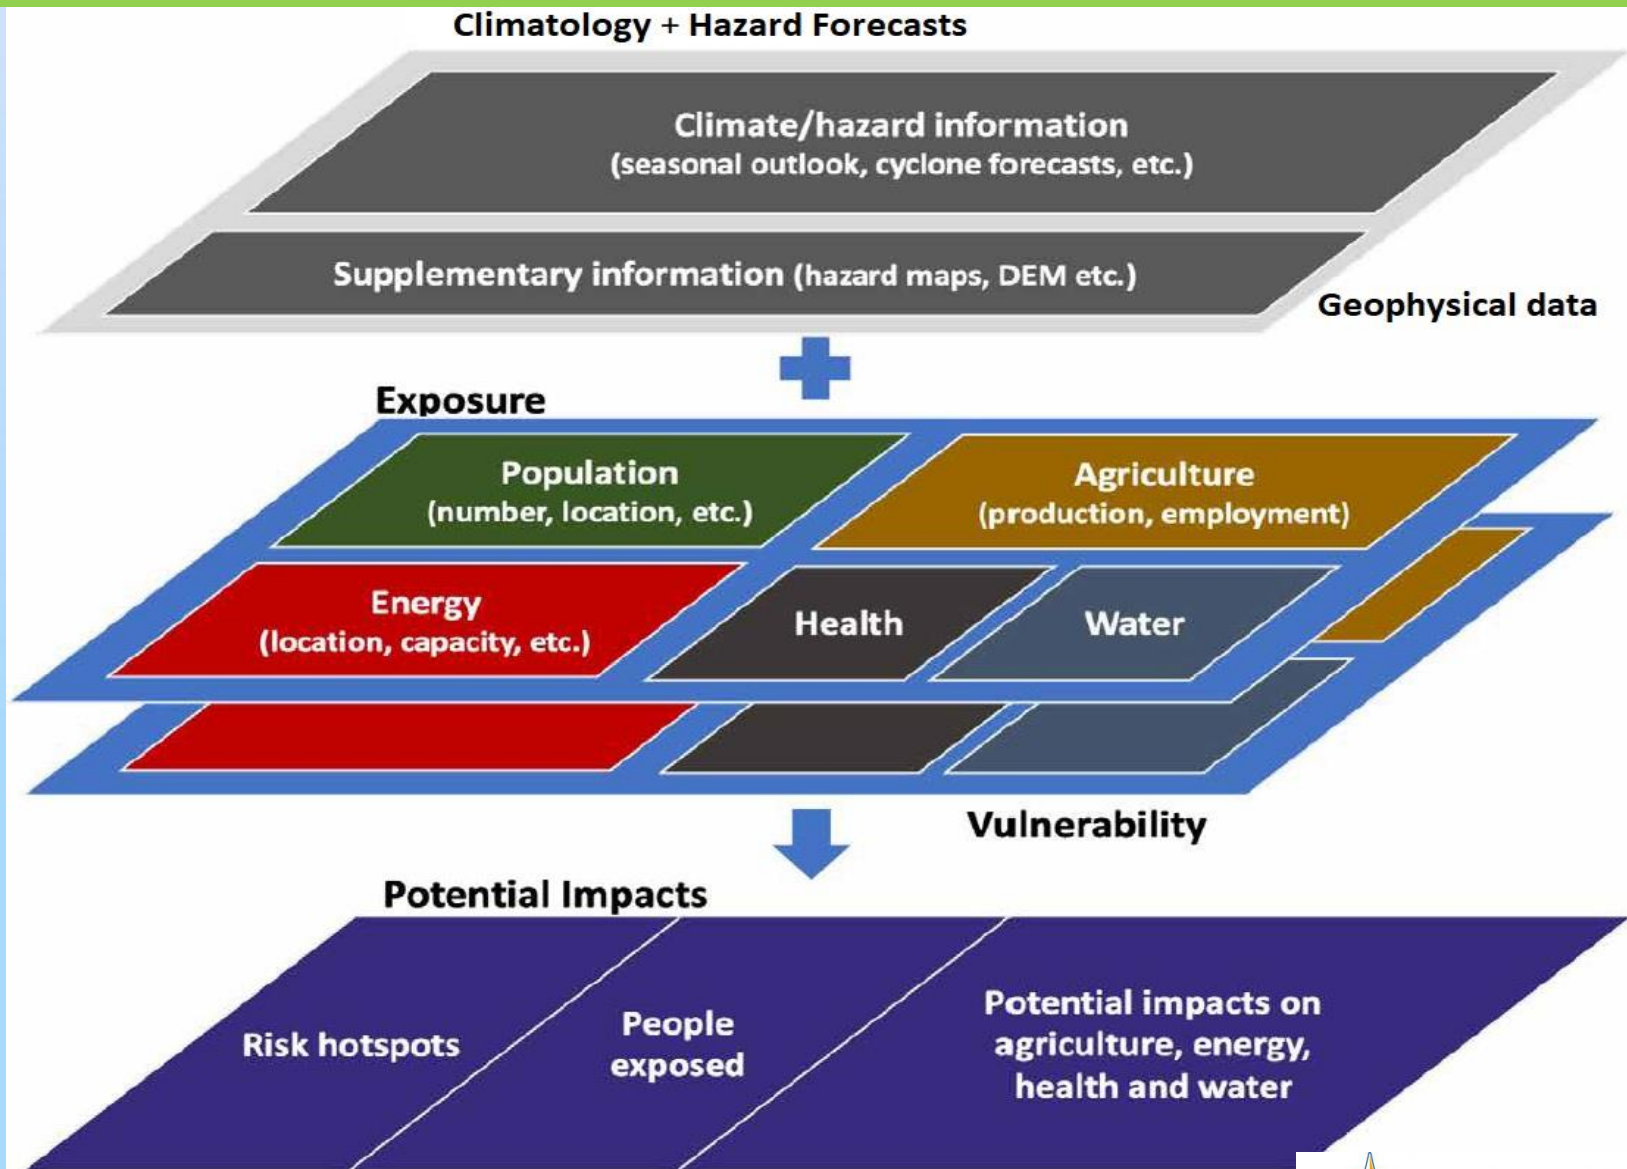 Climatology + Hazard Forecasts
Climate/hazard information
(seasonal outlook, cyclone forecasts, etc.)
Supplementary information (hazard maps, DEM etc.)
Geophysical data
Exposure
Population
(number, location, etc.)
Agriculture
(production, employment)
Energy
(location, capacity, etc.)
Health
Water
Vulnerability
Potential Impacts
Risk hotspots
People
exposed
Potential impacts on
agriculture, energy,
health and water